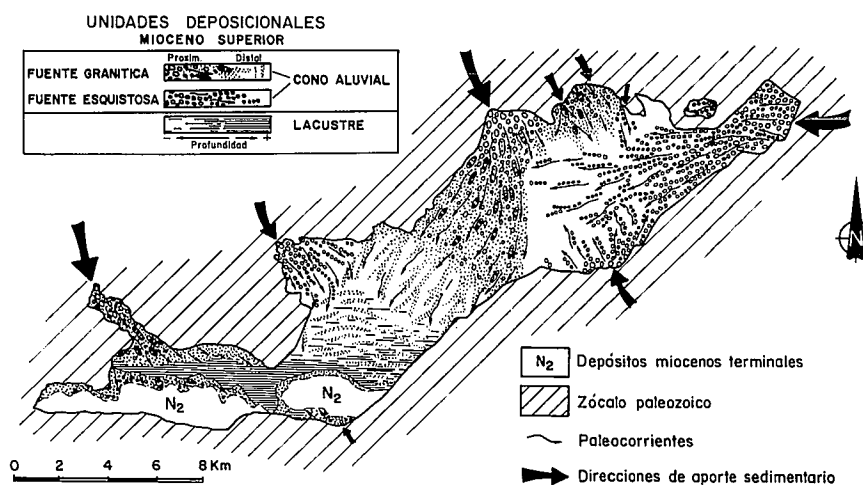 UNIDADES DEPOSICIONALES
MIOCENO SUPERIOR
Proxim. Distal
FUENTE GRANITICA
CONO ALUVIAL
FUENTE ESQUISTOSA
LACUSTRE
- Profundidad +
N
N₂
N₂
N₂ Depósitos miocenos terminales
Zócalo paleozoico
Paleocorrientes
Direcciones de aporte sedimentario
0 2 4 6 8 Km